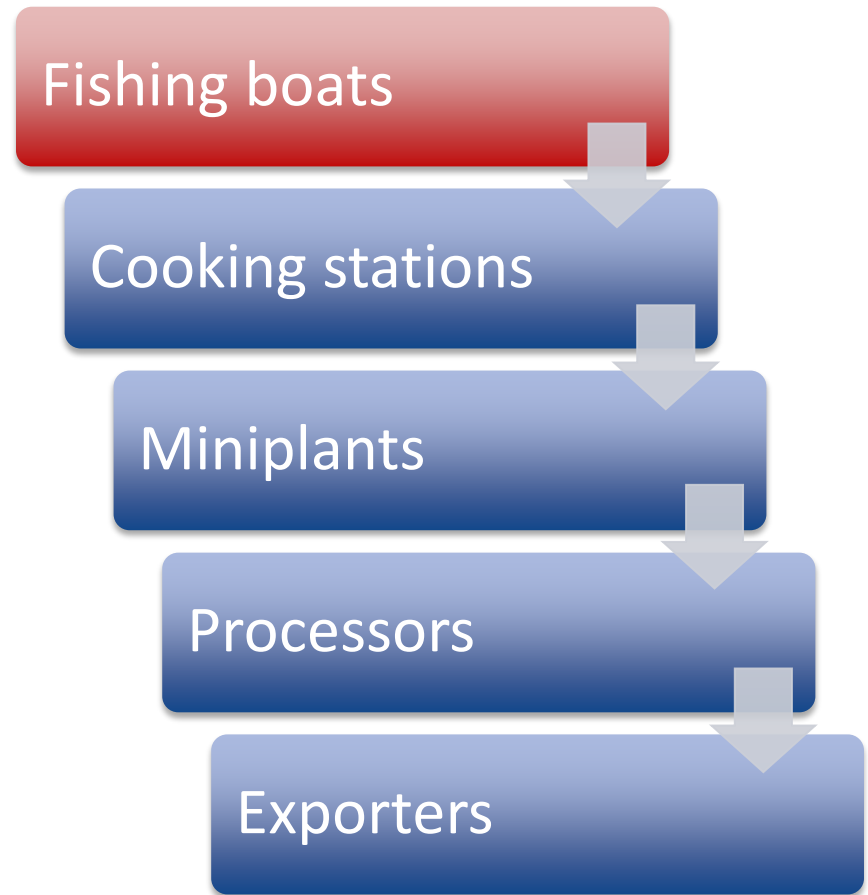 Fishing boats
Cooking stations
Miniplants
Processors
Exporters